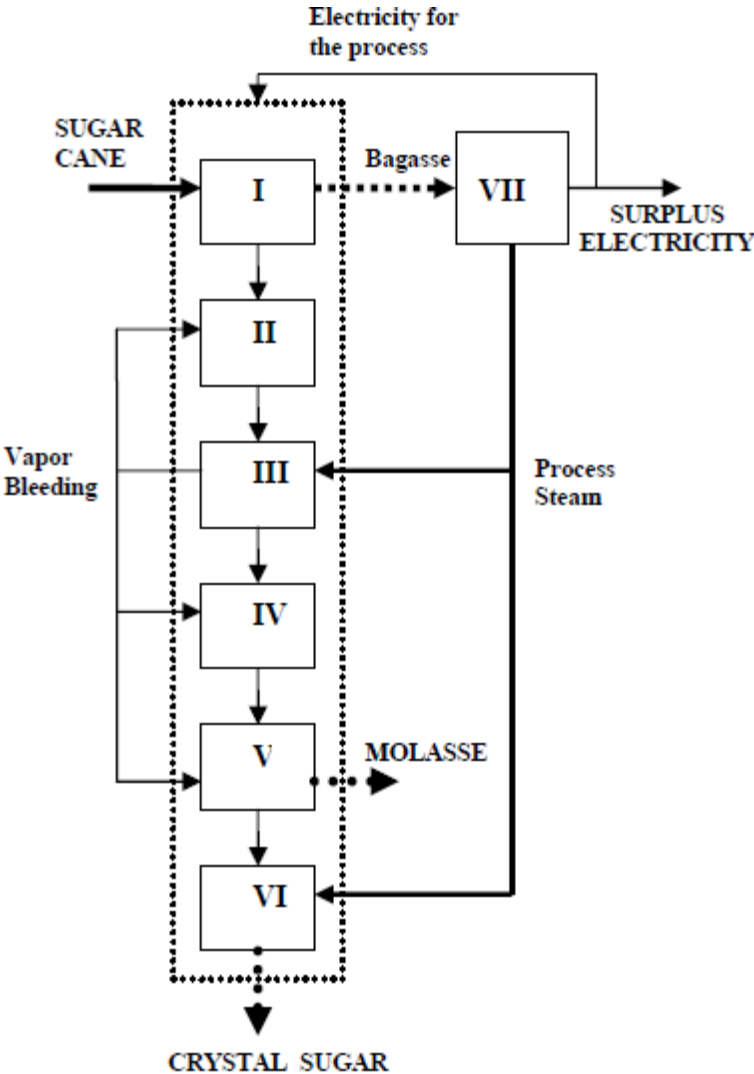 Electricity for
the process
SUGAR
CANE
I
Bagasse
VII
SURPLUS
ELECTRICITY
II
Vapor
Bleeding
III
Process
Steam
IV
V
MOLASSE
VI
CRYSTAL SUGAR